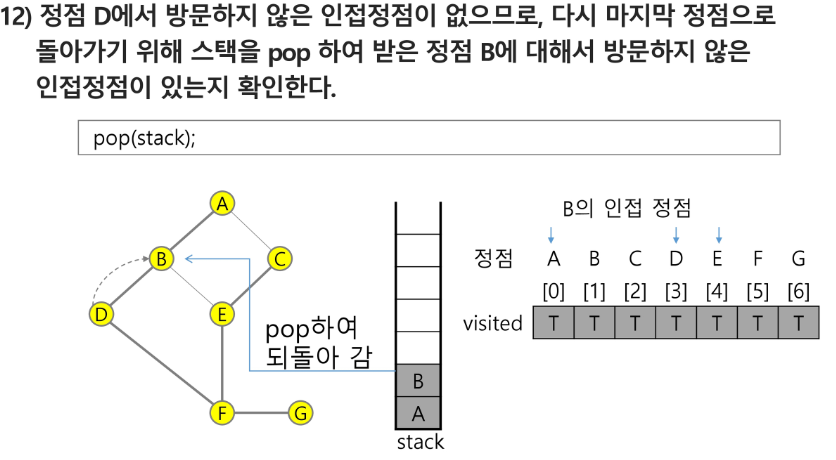 12) 정점 D에서 방문하지 않은 인접정점이 없으므로, 다시 마지막 정점으로
돌아가기 위해 스택을 pop 하여 받은 정점 B에 대해서 방문하지 않은
인접정점이 있는지 확인한다.
pop(stack);
A
B
C
D
E
F
G
pop하여
되돌아 감
B
A
stack
B의 인접 정점
정점 A B C D E F G
[0] [1] [2] [3] [4] [5] [6]
visited T T T T T T T